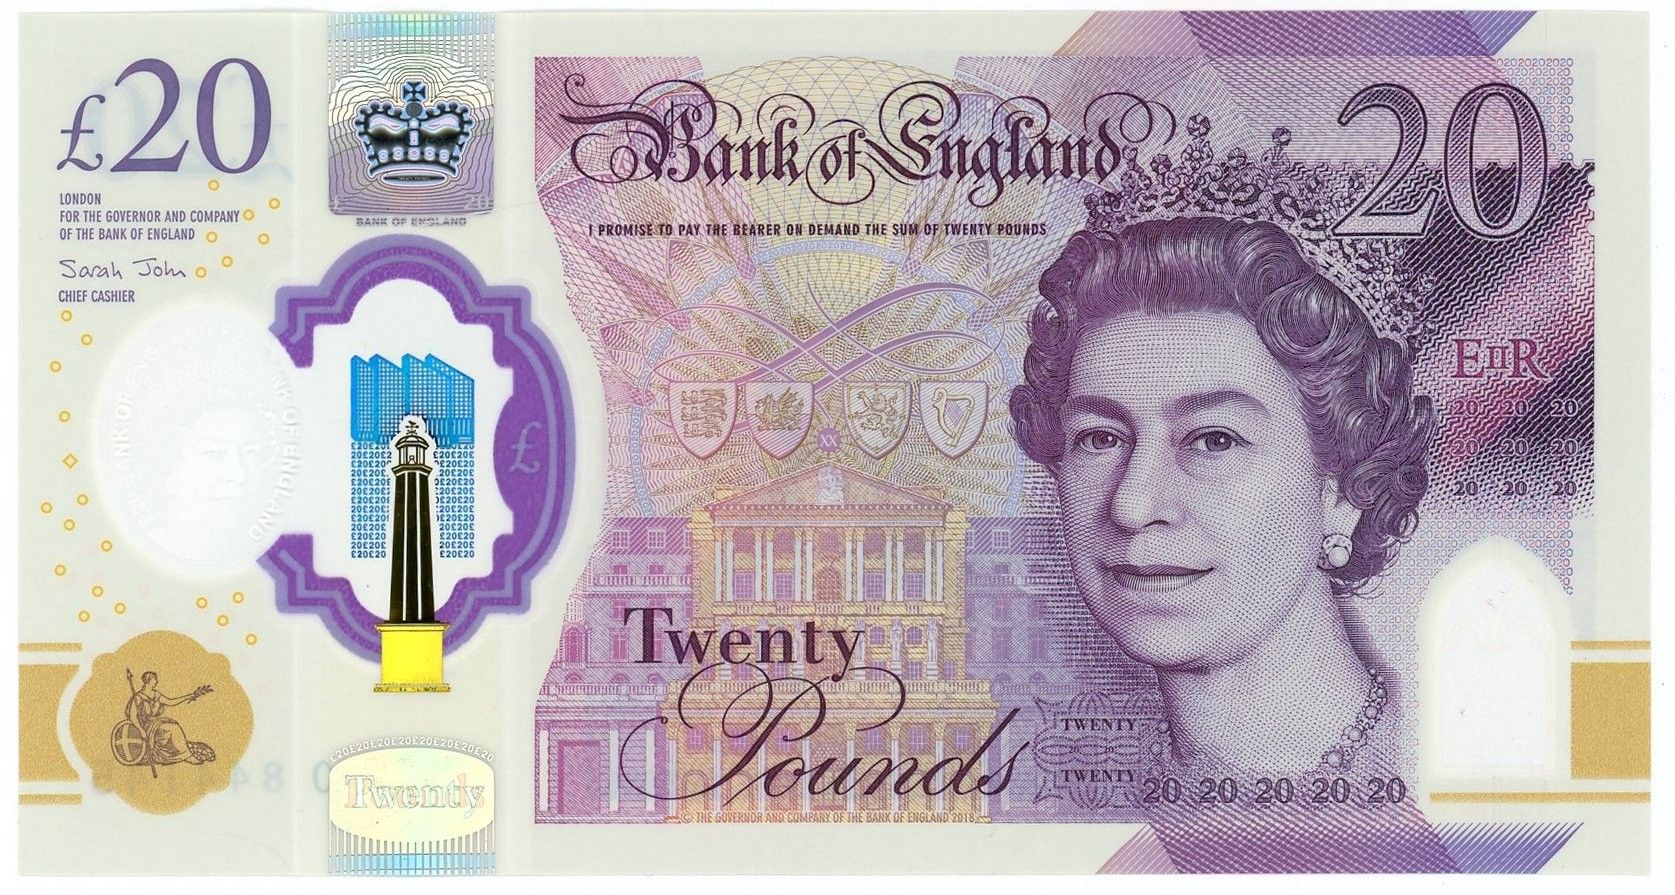 £20
LONDON
FOR THE GOVERNOR AND COMPANY
OF THE BANK OF ENGLAND
Sarah John
CHIEF CASHIER
£ 20
BANK OF ENGLAND
£
£20 BANK OF ENGLAND
20£20£20£20£20£20£20£20
Twenty
Bank of England
I PROMISE TO PAY THE BEARER ON DEMAND THE SUM OF TWENTY POUNDS
XX
Twenty
Pounds
© THE GOVERNOR AND COMPANY OF THE BANK OF ENGLAND 2018
TWENTY
TWENTY
20 20 20 20 20
20
EIIR
20 20 20
20 20 20
20 20 20